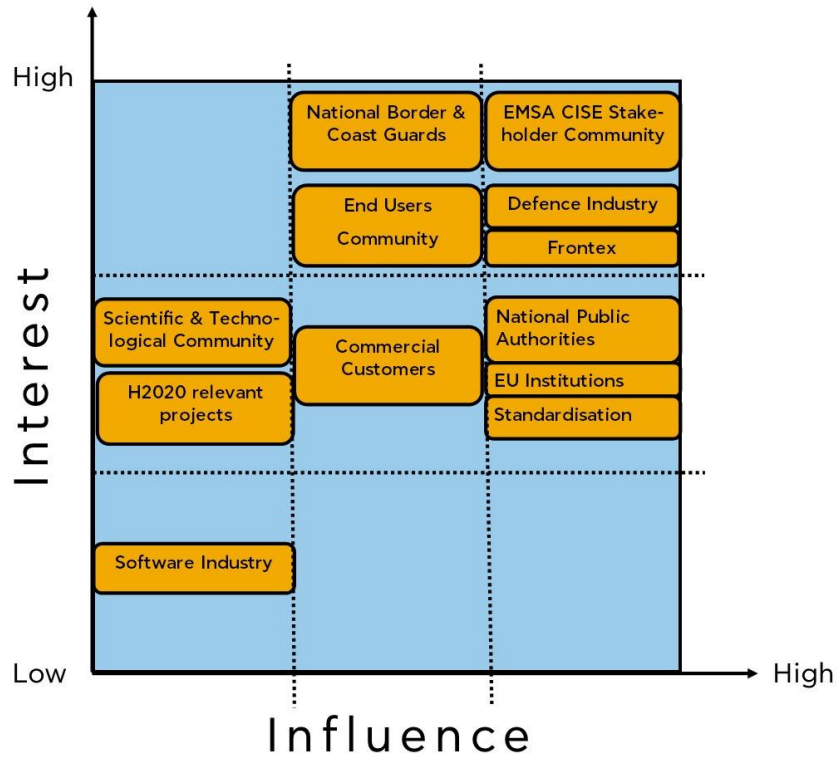 High
National Border &
Coast Guards
EMSA CISE Stake-
holder Community
End Users
Community
Defence Industry
Frontex
Interest
Scientific & Techno-
logical Community
H2020 relevant
projects
Commercial
Customers
National Public
Authorities
EU Institutions
Standardisation
Software Industry
Low
High
Influence